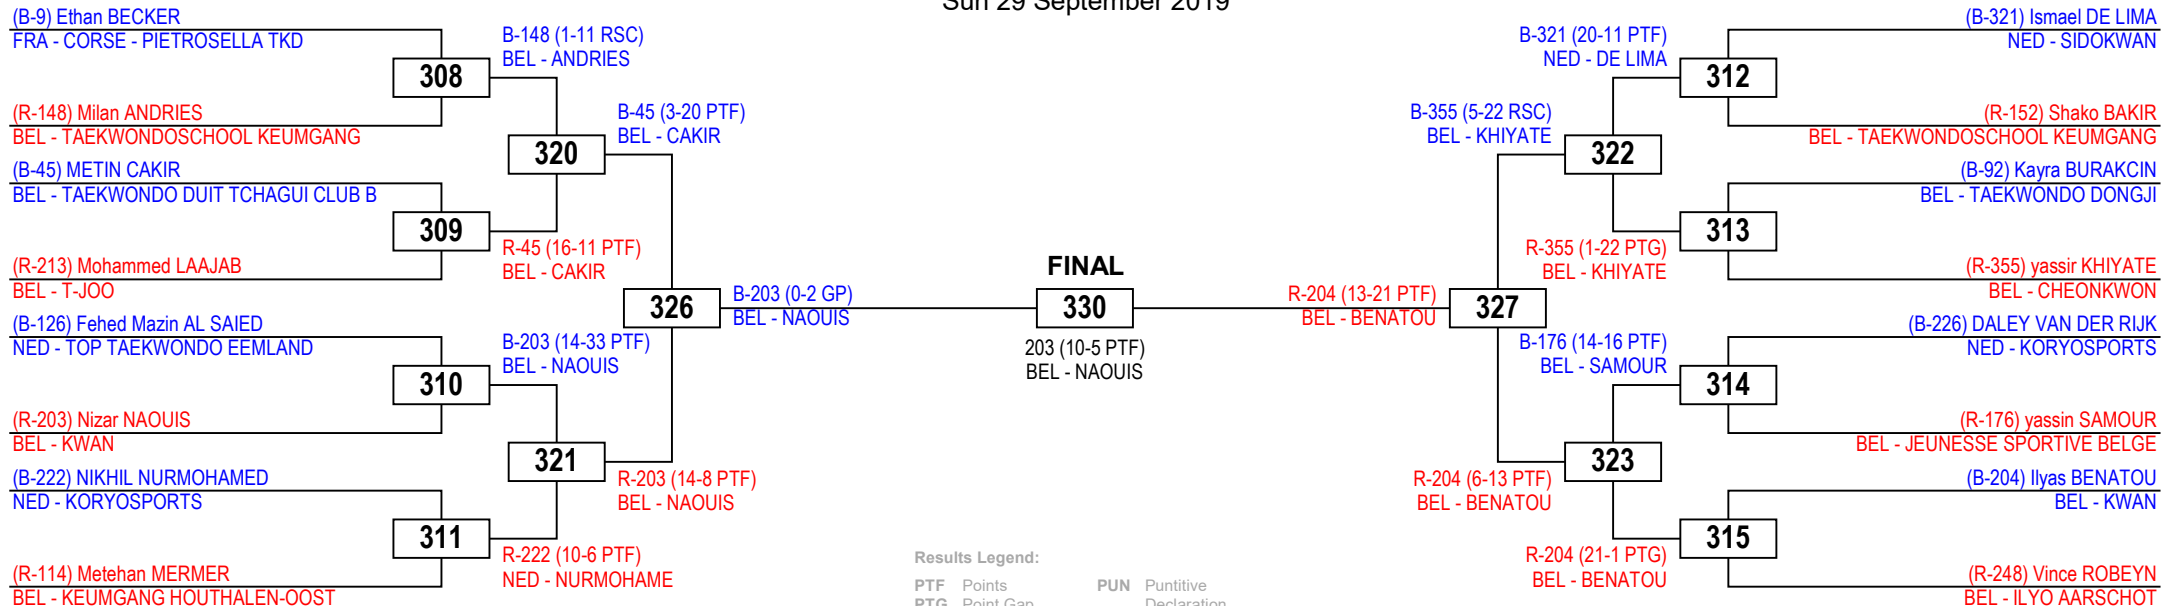 Sun 29 September 2019
(B-9) Ethan BECKER
FRA - CORSE - PIETROSELLA TKD
308
(R-148) Milan ANDRIES
BEL - TAEKWONDOSCHOOL KEUMGANG
(B-45) METIN CAKIR
BEL - TAEKWONDO DUIT TCHAGUI CLUB B
309
(R-213) Mohammed LAAJAB
BEL - T-JOO
(B-126) Fehed Mazin AL SAIED
NED - TOP TAEKWONDO EEMLAND
310
(R-203) Nizar NAOUIS
BEL - KWAN
(B-222) NIKHIL NURMOHAMED
NED - KORYOSPORTS
311
(R-114) Metehan MERMER
BEL - KEUMGANG HOUTHALEN-OOST
B-148 (1-11 RSC)
BEL - ANDRIES
320
R-45 (16-11 PTF)
BEL - CAKIR
B-203 (14-33 PTF)
BEL - NAOUIS
321
R-222 (10-6 PTF)
NED - NURMOHAME
B-45 (3-20 PTF)
BEL - CAKIR
326
R-203 (14-8 PTF)
BEL - NAOUIS
B-203 (0-2 GP)
BEL - NAOUIS
FINAL
330
203 (10-5 PTF)
BEL - NAOUIS
R-204 (13-21 PTF)
BEL - BENATOU
B-355 (5-22 RSC)
BEL - KHIYATE
327
R-204 (6-13 PTF)
BEL - BENATOU
B-321 (20-11 PTF)
NED - DE LIMA
322
R-355 (1-22 PTG)
BEL - KHIYATE
B-176 (14-16 PTF)
BEL - SAMOUR
323
R-204 (21-1 PTG)
BEL - BENATOU
(B-321) Ismael DE LIMA
NED - SIDOKWAN
312
(R-152) Shako BAKIR
BEL - TAEKWONDOSCHOOL KEUMGANG
(B-92) Kayra BURAKCIN
BEL - TAEKWONDO DONGJI
313
(R-355) yassir KHIYATE
BEL - CHEONKWON
(B-226) DALEY VAN DER RIJK
NED - KORYOSPORTS
314
(R-176) yassin SAMOUR
BEL - JEUNESSE SPORTIVE BELGE
(B-204) Ilyas BENATOU
BEL - KWAN
315
(R-248) Vince ROBEYN
BEL - ILYO AARSCHOT
Results Legend:
PTF Points PUN Puntitive
PTG Point Gap Declaration